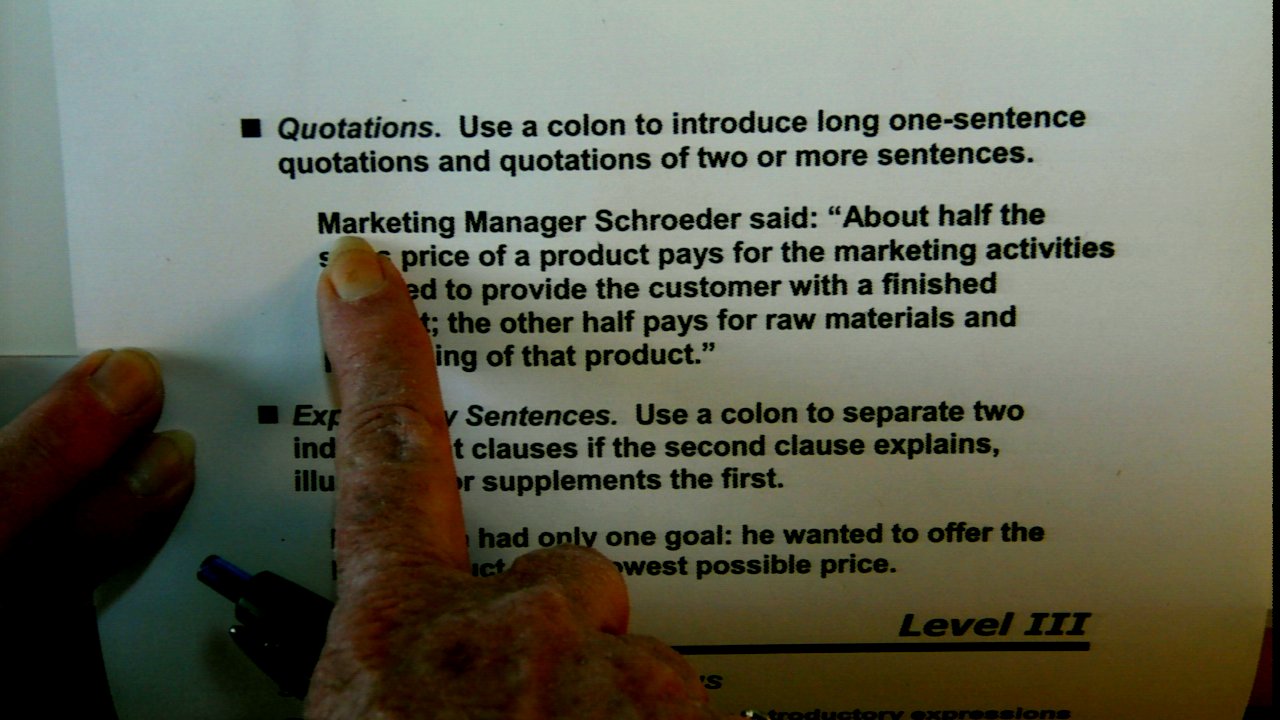 ■ Quotations. Use a colon to introduce long one-sentence
quotations and quotations of two or more sentences.
Marketing Manager Schroeder said: “About half the
price of a product pays for the marketing activities
to provide the customer with a finished
the other half pays for raw materials and
of that product.”
■ Sentences. Use a colon to separate two
clauses if the second clause explains,
supplements the first.
had only one goal: he wanted to offer the
possible price.
Level III
expressions